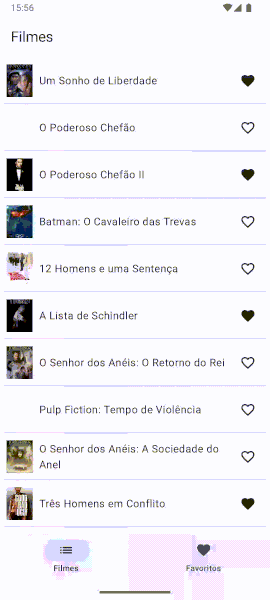 15:56
Filmes
Um Sonho de Liberdade
O Poderoso Chefão
O Poderoso Chefão II
Batman: O Cavaleiro das Trevas
12 Homens e uma Sentença
A Lista de Schindler
O Senhor dos Anéis: O Retorno do Rei
Pulp Fiction: Tempo de Violência
O Senhor dos Anéis: A Sociedade do
Anel
Três Homens em Conflito
Filmes
Favoritos